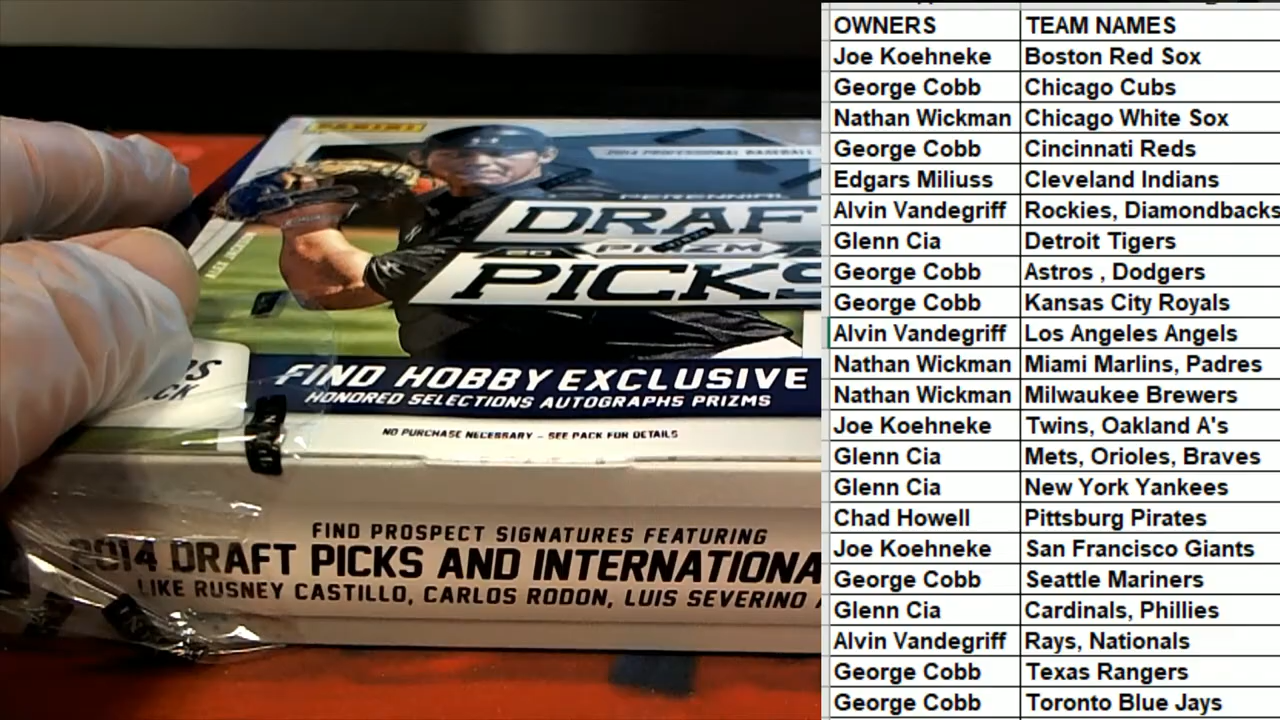 PANINI
2014 PROFESSIONAL BASEBALL
PERENNIAL
DRAF
PRIZM
PICKS
ALEX JACKSON
FIND HOBBY EXCLUSIVE
HONORED SELECTIONS AUTOGRAPHS PRIZMS
NO PURCHASE NECESSARY – SEE PACK FOR DETAILS
FIND PROSPECT SIGNATURES FEATURING
2014 DRAFT PICKS AND INTERNATIONA
LIKE RUSNEY CASTILLO, CARLOS RODON, LUIS SEVERINO
OWNERS TEAM NAMES
Joe Koehneke Boston Red Sox
George Cobb Chicago Cubs
Nathan Wickman Chicago White Sox
George Cobb Cincinnati Reds
Edgars Miliuss Cleveland Indians
Alvin Vandegriff Rockies, Diamondbacks
Glenn Cia Detroit Tigers
George Cobb Astros , Dodgers
George Cobb Kansas City Royals
Alvin Vandegriff Los Angeles Angels
Nathan Wickman Miami Marlins, Padres
Nathan Wickman Milwaukee Brewers
Joe Koehneke Twins, Oakland A's
Glenn Cia Mets, Orioles, Braves
Glenn Cia New York Yankees
Chad Howell Pittsburg Pirates
Joe Koehneke San Francisco Giants
George Cobb Seattle Mariners
Glenn Cia Cardinals, Phillies
Alvin Vandegriff Rays, Nationals
George Cobb Texas Rangers
George Cobb Toronto Blue Jays